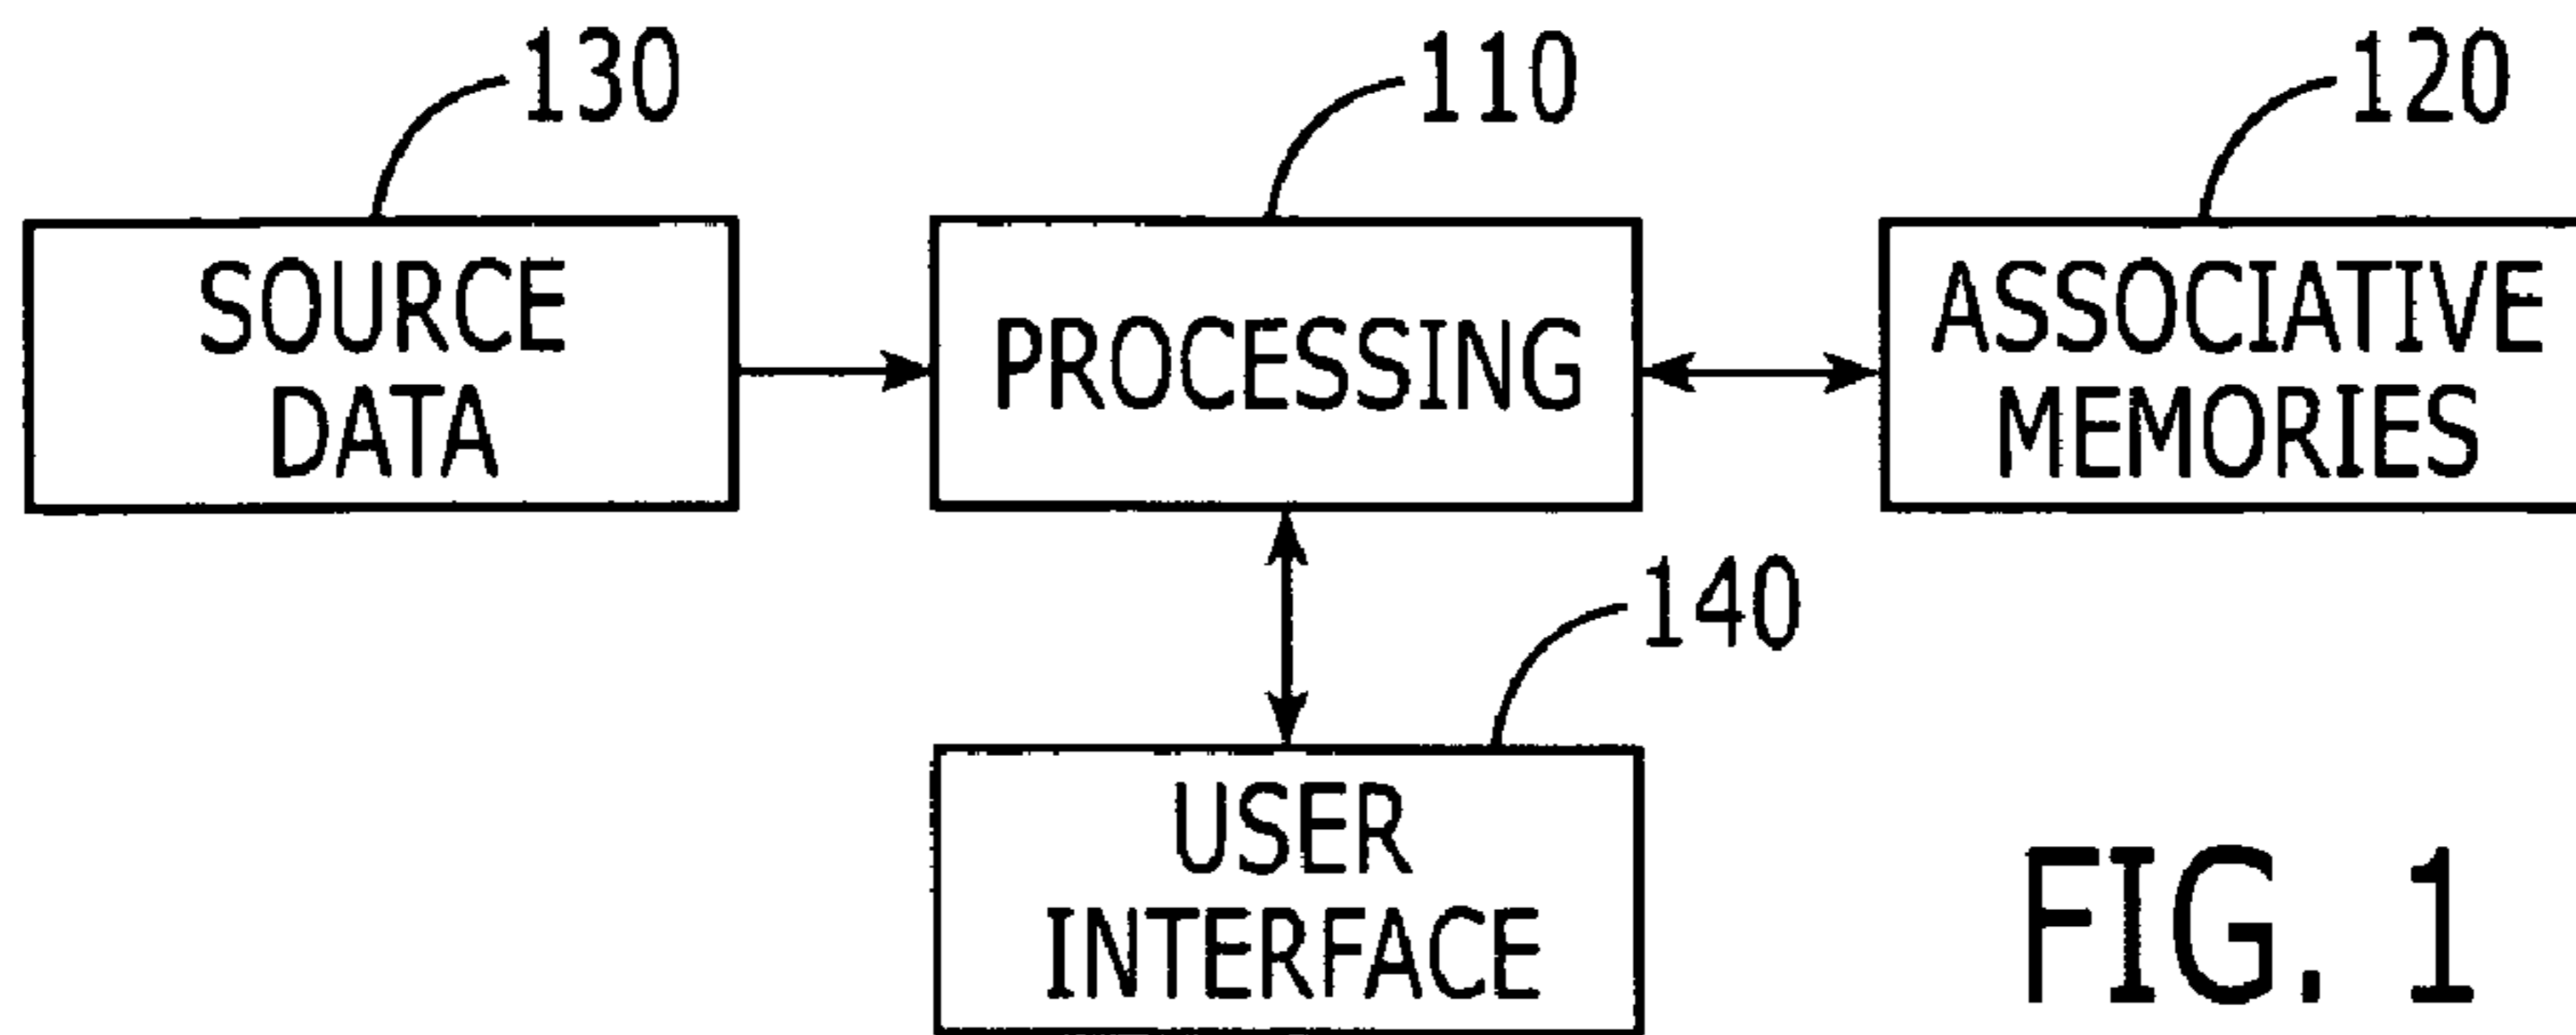 130
110
120
SOURCE
DATA
PROCESSING
ASSOCIATIVE
MEMORIES
140
USER
INTERFACE
FIG. 1